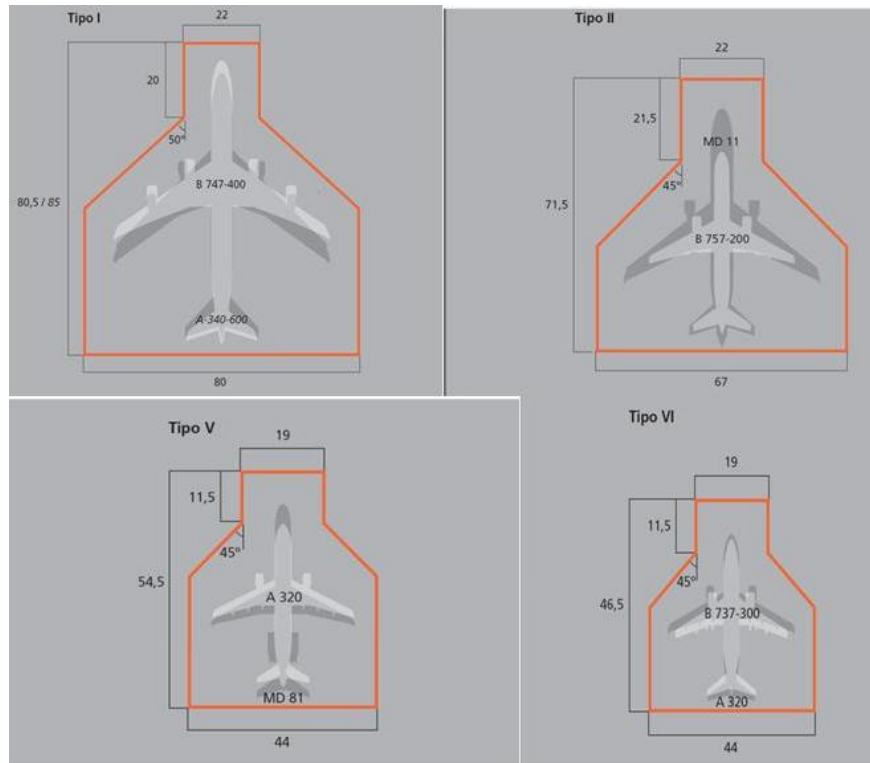 Tipo I
22
20
50°
B 747-400
80,5 / 85
A-340-600
80
Tipo II
22
21,5
MD 11
45°
71,5
B 757-200
67
Tipo V
19
11,5
45º
54,5
A 320
MD 81
44
Tipo VI
19
11,5
45º
46,5
B 737-300
A 320
44